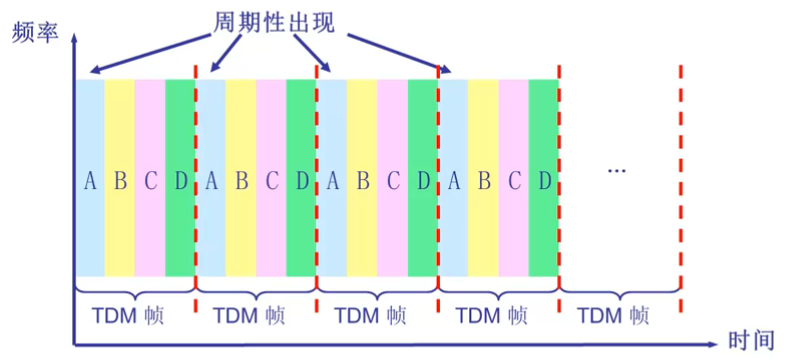 周期性出现
频率
A B C D A B C D A B C D A B C D ...
TDM 帧 TDM 帧 TDM 帧 TDM 帧 TDM 帧
时间